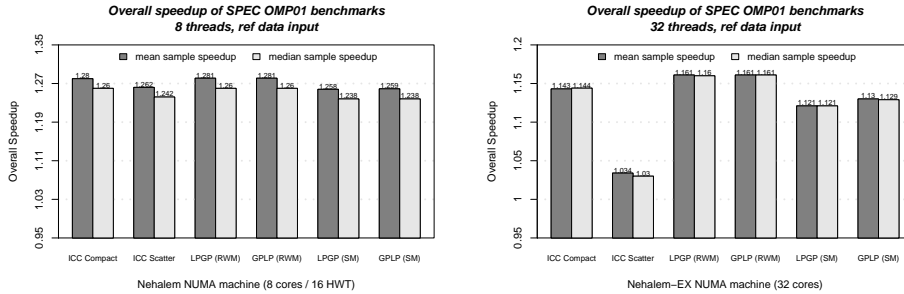 Overall speedup of SPEC OMP01 benchmarks
8 threads, ref data input
mean sample speedup
median sample speedup
Overall Speedup
1.35
1.27
1.19
1.11
1.03
0.95
1.28
1.26
1.262
1.242
1.281
1.26
1.281
1.26
1.258
1.238
1.259
1.238
ICC Compact
ICC Scatter
LPGP (RWM)
GPLP (RWM)
LPGP (SM)
GPLP (SM)
Nehalem NUMA machine (8 cores / 16 HWT)
Overall speedup of SPEC OMP01 benchmarks
32 threads, ref data input
mean sample speedup
median sample speedup
Overall Speedup
1.2
1.15
1.1
1.05
1
0.95
1.143
1.144
1.034
1.03
1.161
1.16
1.161
1.161
1.121
1.121
1.13
1.129
ICC Compact
ICC Scatter
LPGP (RWM)
GPLP (RWM)
LPGP (SM)
GPLP (SM)
Nehalem−EX NUMA machine (32 cores)